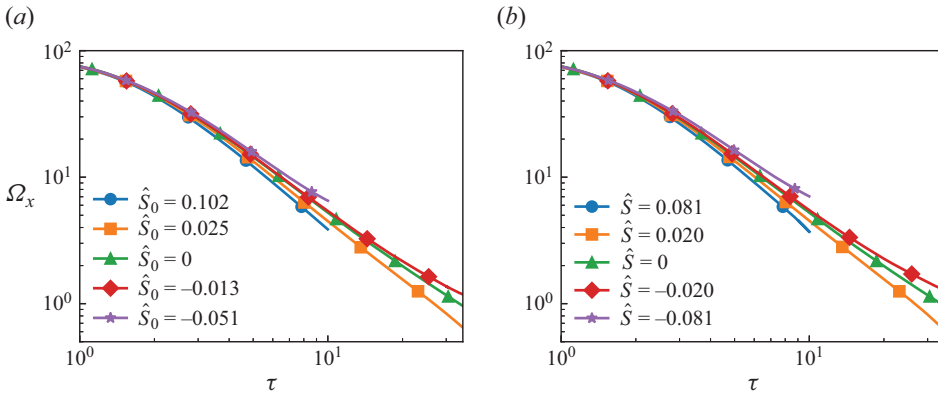 (a)
10²
10¹
10⁰
Ωₓ
Ŝ₀ = 0.102
Ŝ₀ = 0.025
Ŝ₀ = 0
Ŝ₀ = –0.013
Ŝ₀ = –0.051
10⁰
10¹
τ
(b)
10²
10¹
10⁰
Ŝ = 0.081
Ŝ = 0.020
Ŝ = 0
Ŝ = –0.020
Ŝ = –0.081
10⁰
10¹
τ